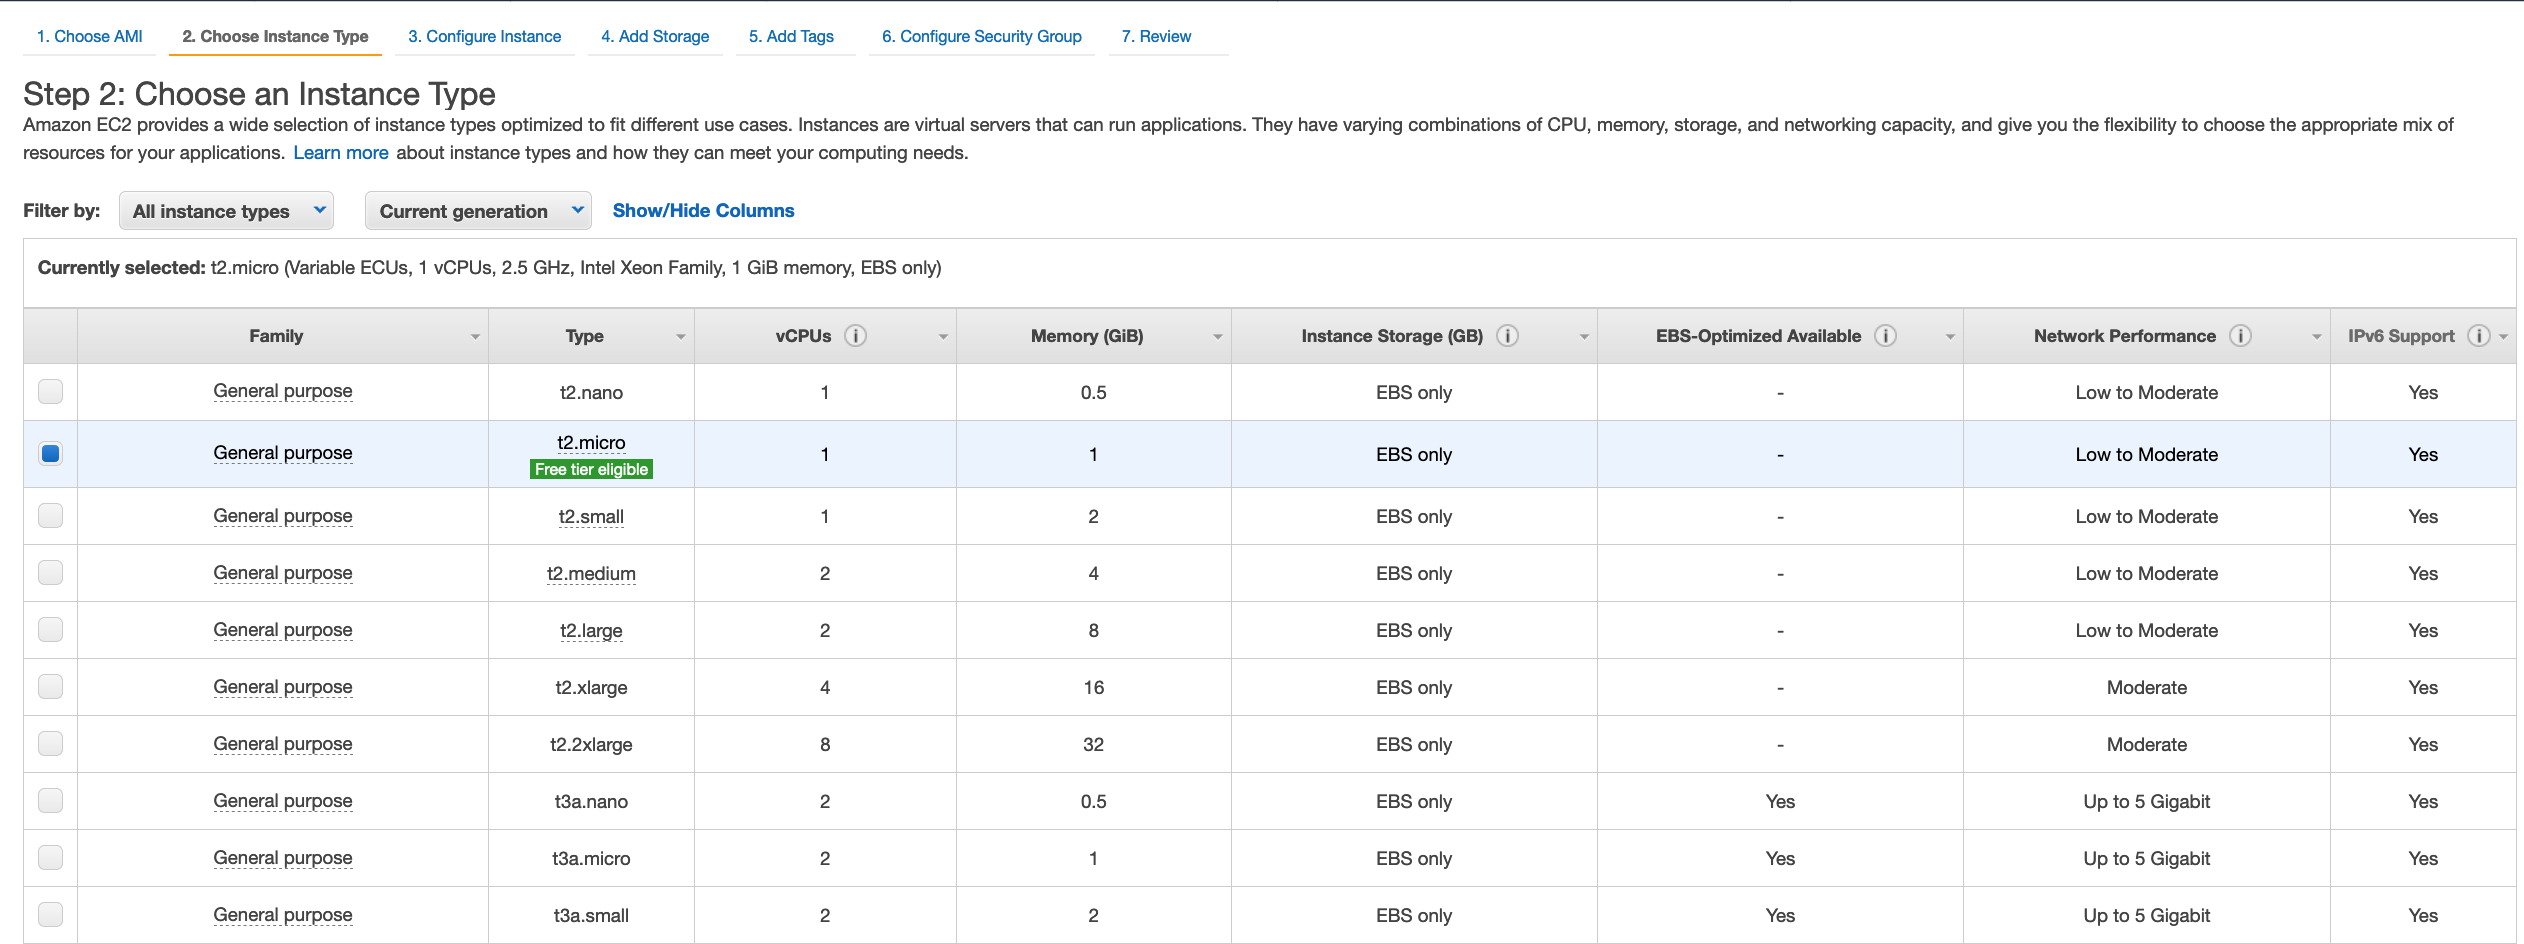 1. Choose AMI 2. Choose Instance Type 3. Configure Instance 4. Add Storage 5. Add Tags 6. Configure Security Group 7. Review
Step 2: Choose an Instance Type
Amazon EC2 provides a wide selection of instance types optimized to fit different use cases. Instances are virtual servers that can run applications. They have varying combinations of CPU, memory, storage, and networking capacity, and give you the flexibility to choose the appropriate mix of
resources for your applications. Learn more about instance types and how they can meet your computing needs.
Filter by: All instance types Current generation Show/Hide Columns
Currently selected: t2.micro (Variable ECUs, 1 vCPUs, 2.5 GHz, Intel Xeon Family, 1 GiB memory, EBS only)
Family Type vCPUs i Memory (GiB) Instance Storage (GB) i EBS-Optimized Available i Network Performance i IPv6 Support i
General purpose t2.nano 1 0.5 EBS only - Low to Moderate Yes
General purpose t2.micro 1 1 EBS only - Low to Moderate Yes
Free tier eligible
General purpose t2.small 1 2 EBS only - Low to Moderate Yes
General purpose t2.medium 2 4 EBS only - Low to Moderate Yes
General purpose t2.large 2 8 EBS only - Low to Moderate Yes
General purpose t2.xlarge 4 16 EBS only - Moderate Yes
General purpose t2.2xlarge 8 32 EBS only - Moderate Yes
General purpose t3a.nano 2 0.5 EBS only Yes Up to 5 Gigabit Yes
General purpose t3a.micro 2 1 EBS only Yes Up to 5 Gigabit Yes
General purpose t3a.small 2 2 EBS only Yes Up to 5 Gigabit Yes